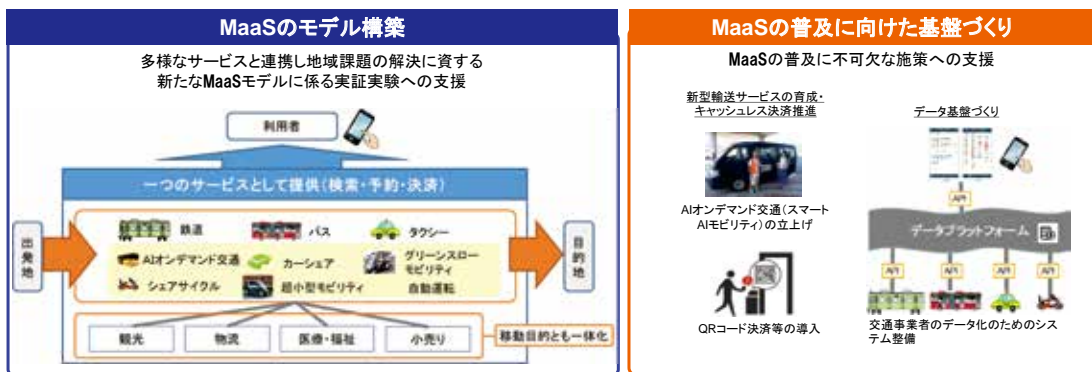 MaaSのモデル構築
多様なサービスと連携し地域課題の解決に資する
新たなMaaSモデルに係る実証実験への支援
利用者
一つのサービスとして提供(検索・予約・決済)
出発地
鉄道
バス
タクシー
AIオンデマンド交通
カーシェア
グリーンスロー
モビリティ
シェアサイクル
超小型モビリティ
自動運転
目的地
観光
物流
医療・福祉
小売り
移動目的とも一体化
MaaSの普及に向けた基盤づくり
MaaSの普及に不可欠な施策への支援
新型輸送サービスの育成・
キャッシュレス決済推進
AIオンデマンド交通(スマート
AIモビリティ)の立上げ
QRコード決済等の導入
データ基盤づくり
API
データプラットフォーム
API
API
API
API
交通事業者のデータ化のためのシス
テム整備